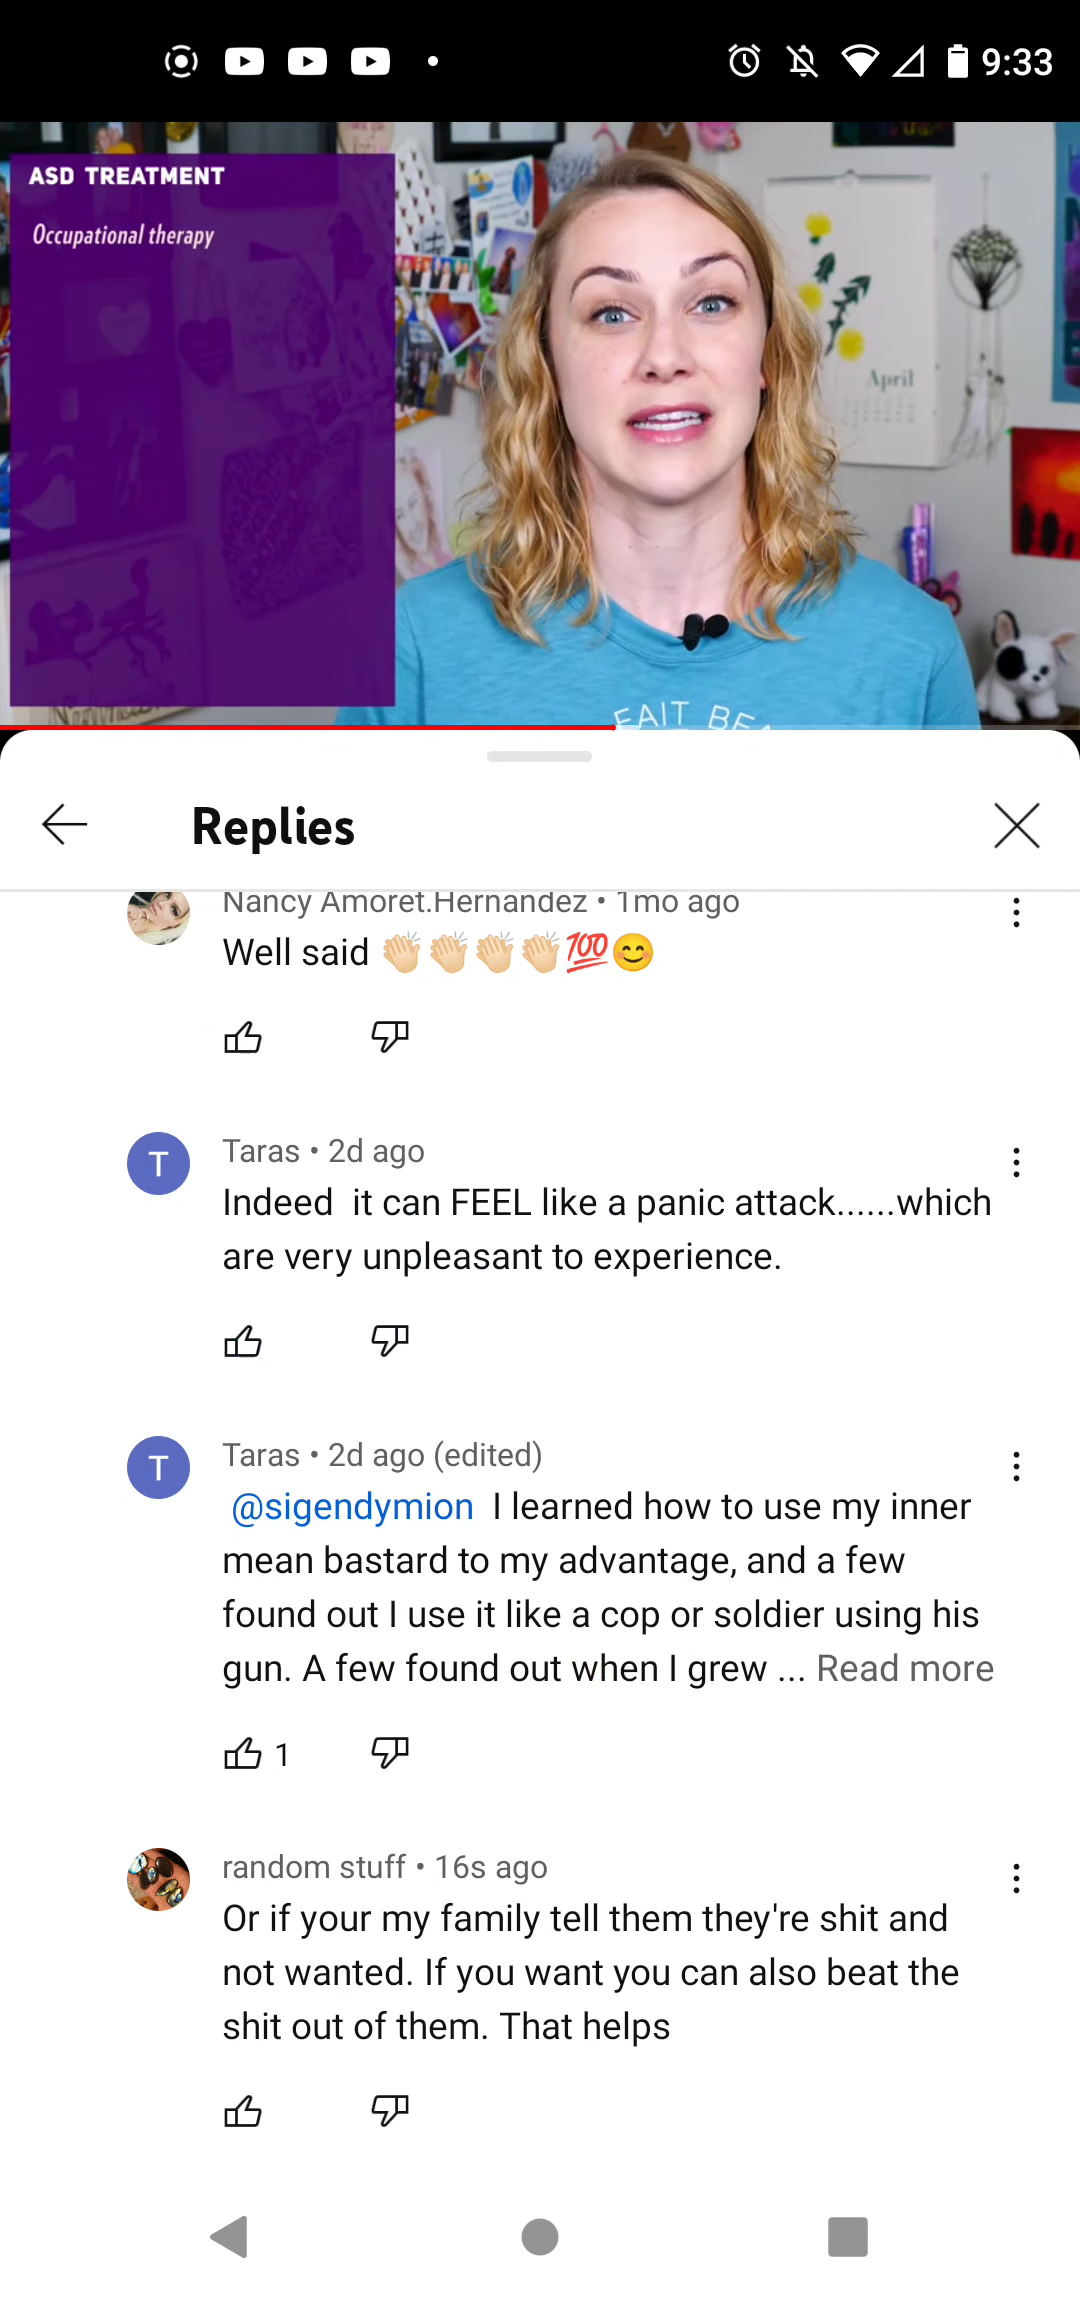 9:33
ASD TREATMENT
Occupational therapy
April
FAIT BE
Replies
Nancy Amoret.Hernandez • 1mo ago
Well said 👏🏻👏🏻👏🏻👏🏻💯😊
T
Taras • 2d ago
Indeed  it can FEEL like a panic attack......which
are very unpleasant to experience.
T
Taras • 2d ago (edited)
@sigendymion  I learned how to use my inner
mean bastard to my advantage, and a few
found out I use it like a cop or soldier using his
gun. A few found out when I grew ... Read more
1
random stuff • 16s ago
Or if your my family tell them they're shit and
not wanted. If you want you can also beat the
shit out of them. That helps